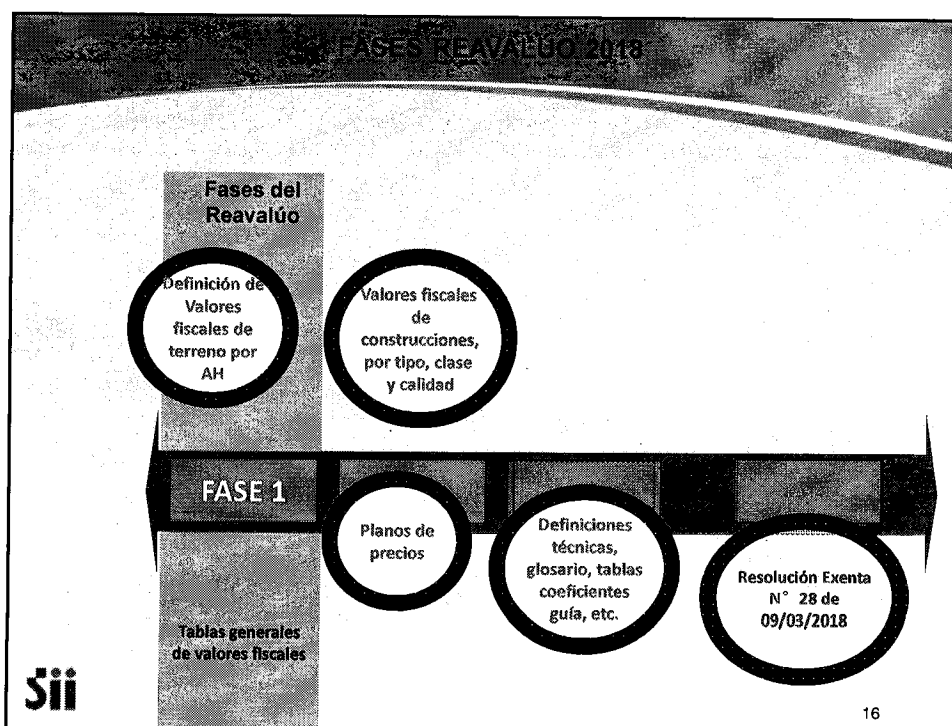 FASES REAVALUO 2018
Fases del
Reavalúo
Definición de
Valores
fiscales de
terreno por
AH
Valores fiscales
de
construcciones,
por tipo, clase
y calidad
FASE 1
Planos de
precios
Definiciones
técnicas,
glosario, tablas
coeficientes
guía, etc.
Resolución Exenta
N° 28 de
09/03/2018
Tablas generales
de valores fiscales
Sii
16